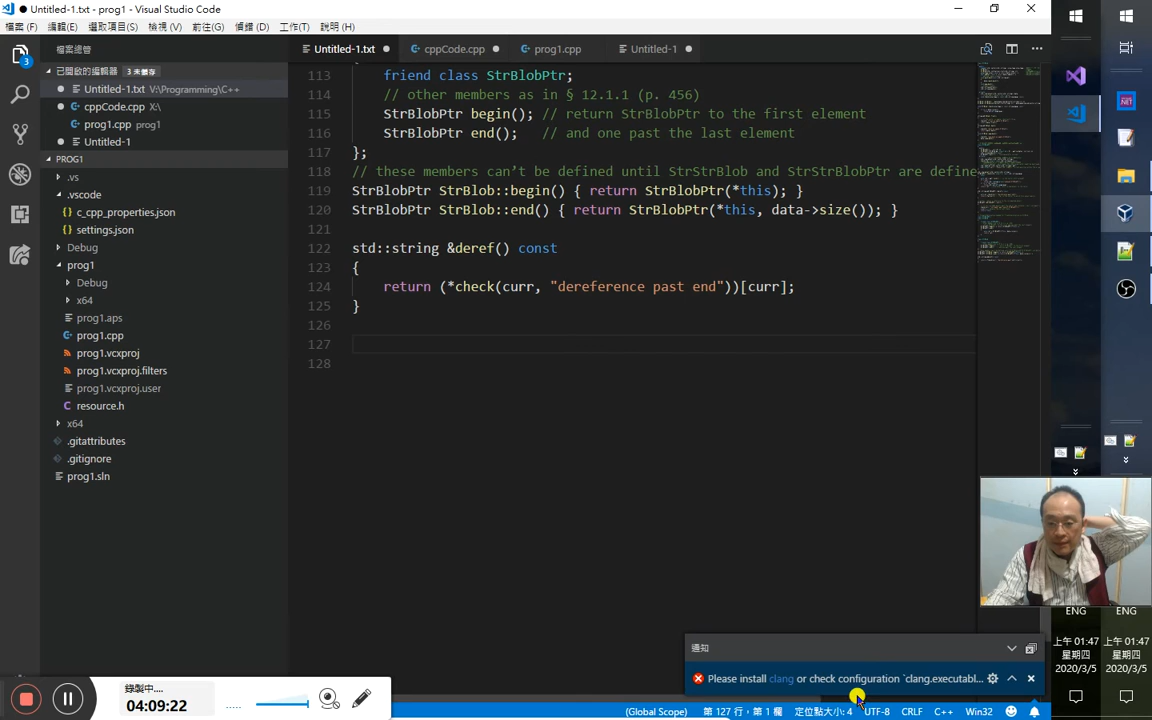 ● Untitled-1.txt - prog1 - Visual Studio Code
檔案 (F) 編輯(E) 選取項目(S) 檢視 (V) 前往(G) 偵錯 (D) 工作(T) 說明 (H)
檔案總管
Untitled-1.txt ● cppCode.cpp ● prog1.cpp Untitled-1 ●
已開啟的編輯器 3 未儲存
● Untitled-1.txt V:\Programming\C++
● cppCode.cpp X:\
prog1.cpp prog1
● Untitled-1
PROG1
.vs
.vscode
c_cpp_properties.json
settings.json
Debug
prog1
Debug
x64
prog1.aps
prog1.cpp
prog1.vcxproj
prog1.vcxproj.filters
prog1.vcxproj.user
resource.h
x64
.gitattributes
.gitignore
prog1.sln
3
113 friend class StrBlobPtr;
114 // other members as in § 12.1.1 (p. 456)
115 StrBlobPtr begin(); // return StrBlobPtr to the first element
116 StrBlobPtr end(); // and one past the last element
117 };
118 // these members can’t be defined until StrStrBlob and StrStrBlobPtr are define
119 StrBlobPtr StrBlob::begin() { return StrBlobPtr(*this); }
120 StrBlobPtr StrBlob::end() { return StrBlobPtr(*this, data->size()); }
121
122 std::string &deref() const
123 {
124 return (*check(curr, "dereference past end"))[curr];
125 }
126
127
128
通知
Please install clang or check configuration `clang.executabl...
錄製中...
04:09:22
(Global Scope) 第 127 行，第 1 欄 定位點大小: 4 UTF-8 CRLF C++ Win32
.NET
ENG ENG
上午 01:47 上午 01:47
星期四 星期四
2020/3/5 2020/3/5